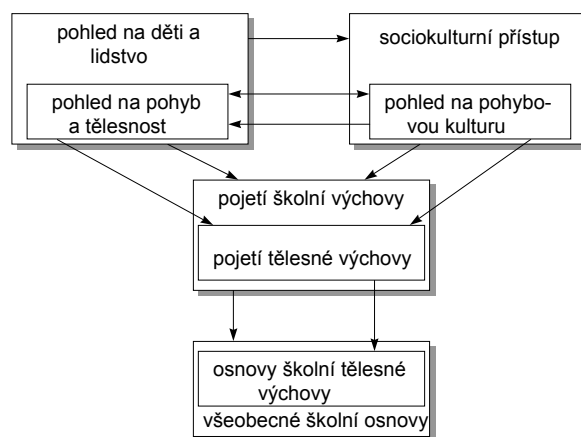 pohled na děti a
lidstvo
pohled na pohyb
a tělesnost
sociokulturní přístup
pohled na pohybo-
vou kulturu
pojetí školní výchovy
pojetí tělesné výchovy
osnovy školní tělesné
výchovy
všeobecné školní osnovy